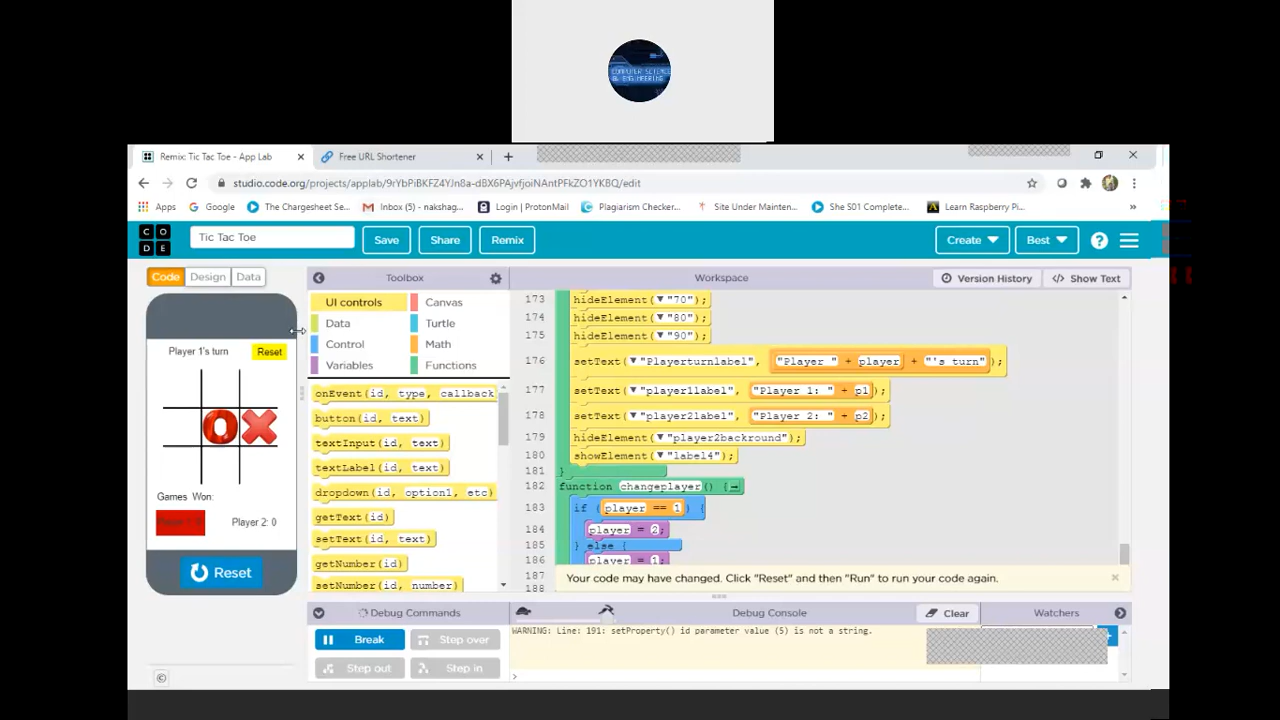 COMPUTER SCIENCE
& ENGINEERING
Remix: Tic Tac Toe - App Lab
Free URL Shortener
studio.code.org/projects/applab/9rYbPiBKFZ4YJn8a-dBX6PAjvfjoiNAntPFkZO1YKBQ/edit
Apps Google The Chargesheet Se... Inbox (5) - nakshag... Login | ProtonMail Plagiarism Checker... Site Under Mainten... She S01 Complete... Learn Raspberry Pi... »
C O
D E
Tic Tac Toe
Save Share Remix Create Best ?
Code Design Data
Toolbox
Workspace
Version History
</> Show Text
UI controls Canvas
Data Turtle
Control Math
Variables Functions
onEvent(id, type, callback
button(id, text)
textInput(id, text)
textLabel(id, text)
dropdown(id, option1, etc)
getText(id)
setText(id, text)
getNumber(id)
setNumber(id, number)
Player 1's turn
Reset
O X
Games Won:
Player 2: 0
Reset
173 hideElement("70");
174 hideElement("80");
175 hideElement("90");
176 setText("Playerturnlabel, "Player " + player + "'s turn");
177 setText("player1label", "Player 1: " + p1);
178 setText("player2label", "Player 2: " + p2);
179 hideElement("player2backround");
180 showElement("label4");
181 }
182 function changeplayer() {
183 if (player == 1) {
184 player = 2;
185 } else {
186 player = 1;
187
188
Your code may have changed. Click "Reset" and then "Run" to run your code again.
Debug Commands
Debug Console
Clear
Watchers
Break
Step over
Step out
Step in
WARNING: Line: 191: setProperty() id parameter value (5) is not a string.
>